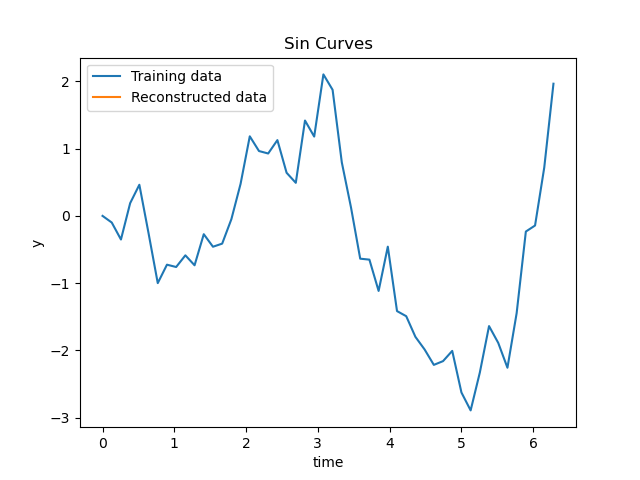 Sin Curves
Training data
Reconstructed data
2
1
0
−1
−2
−3
y
0 1 2 3 4 5 6
time